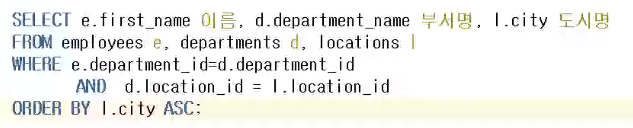 SELECT e.first_name 이름, d.department_name 부서명, l.city 도시명
FROM employees e, departments d, locations l
WHERE e.department_id=d.department_id
AND d.location_id = l.location_id
ORDER BY l.city ASC;